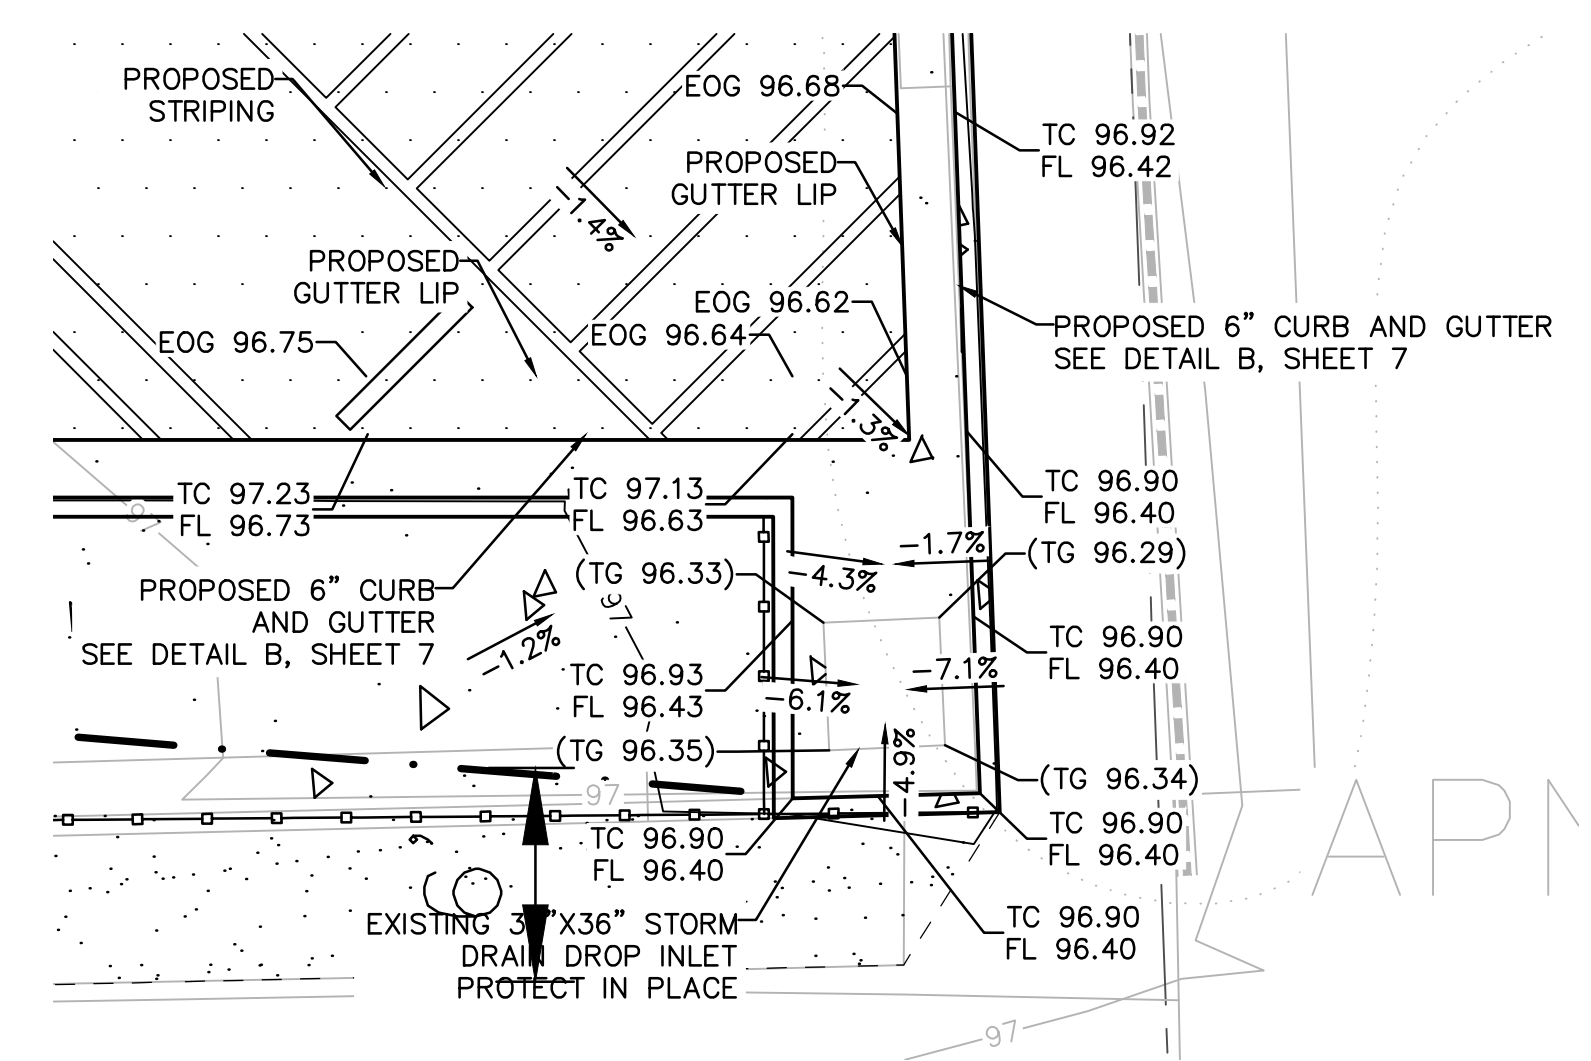 PROPOSED
STRIPING
EOG 96.68
TC 96.92
FL 96.42
PROPOSED
GUTTER LIP
-1.4%
PROPOSED
GUTTER LIP
EOG 96.62
EOG 96.64
EOG 96.75
PROPOSED 6" CURB AND GUTTER
SEE DETAIL B, SHEET 7
-1.3%
TC 97.23
FL 96.73
97
TC 97.13
FL 96.63
TC 96.90
FL 96.40
-1.7%
(TG 96.29)
-4.3%
(TG 96.33)
PROPOSED 6" CURB
AND GUTTER
SEE DETAIL B, SHEET 7
97
-1.2%
TC 96.90
FL 96.40
TC 96.93
FL 96.43
-7.1%
-6.1%
(TG 96.35)
-4.9%
(TG 96.34)
97
TC 96.90
FL 96.40
TC 96.90
FL 96.40
APN
EXISTING "X36" STORM
DRAIN DROP INLET
PROTECT IN PLACE
TC 96.90
FL 96.40
97